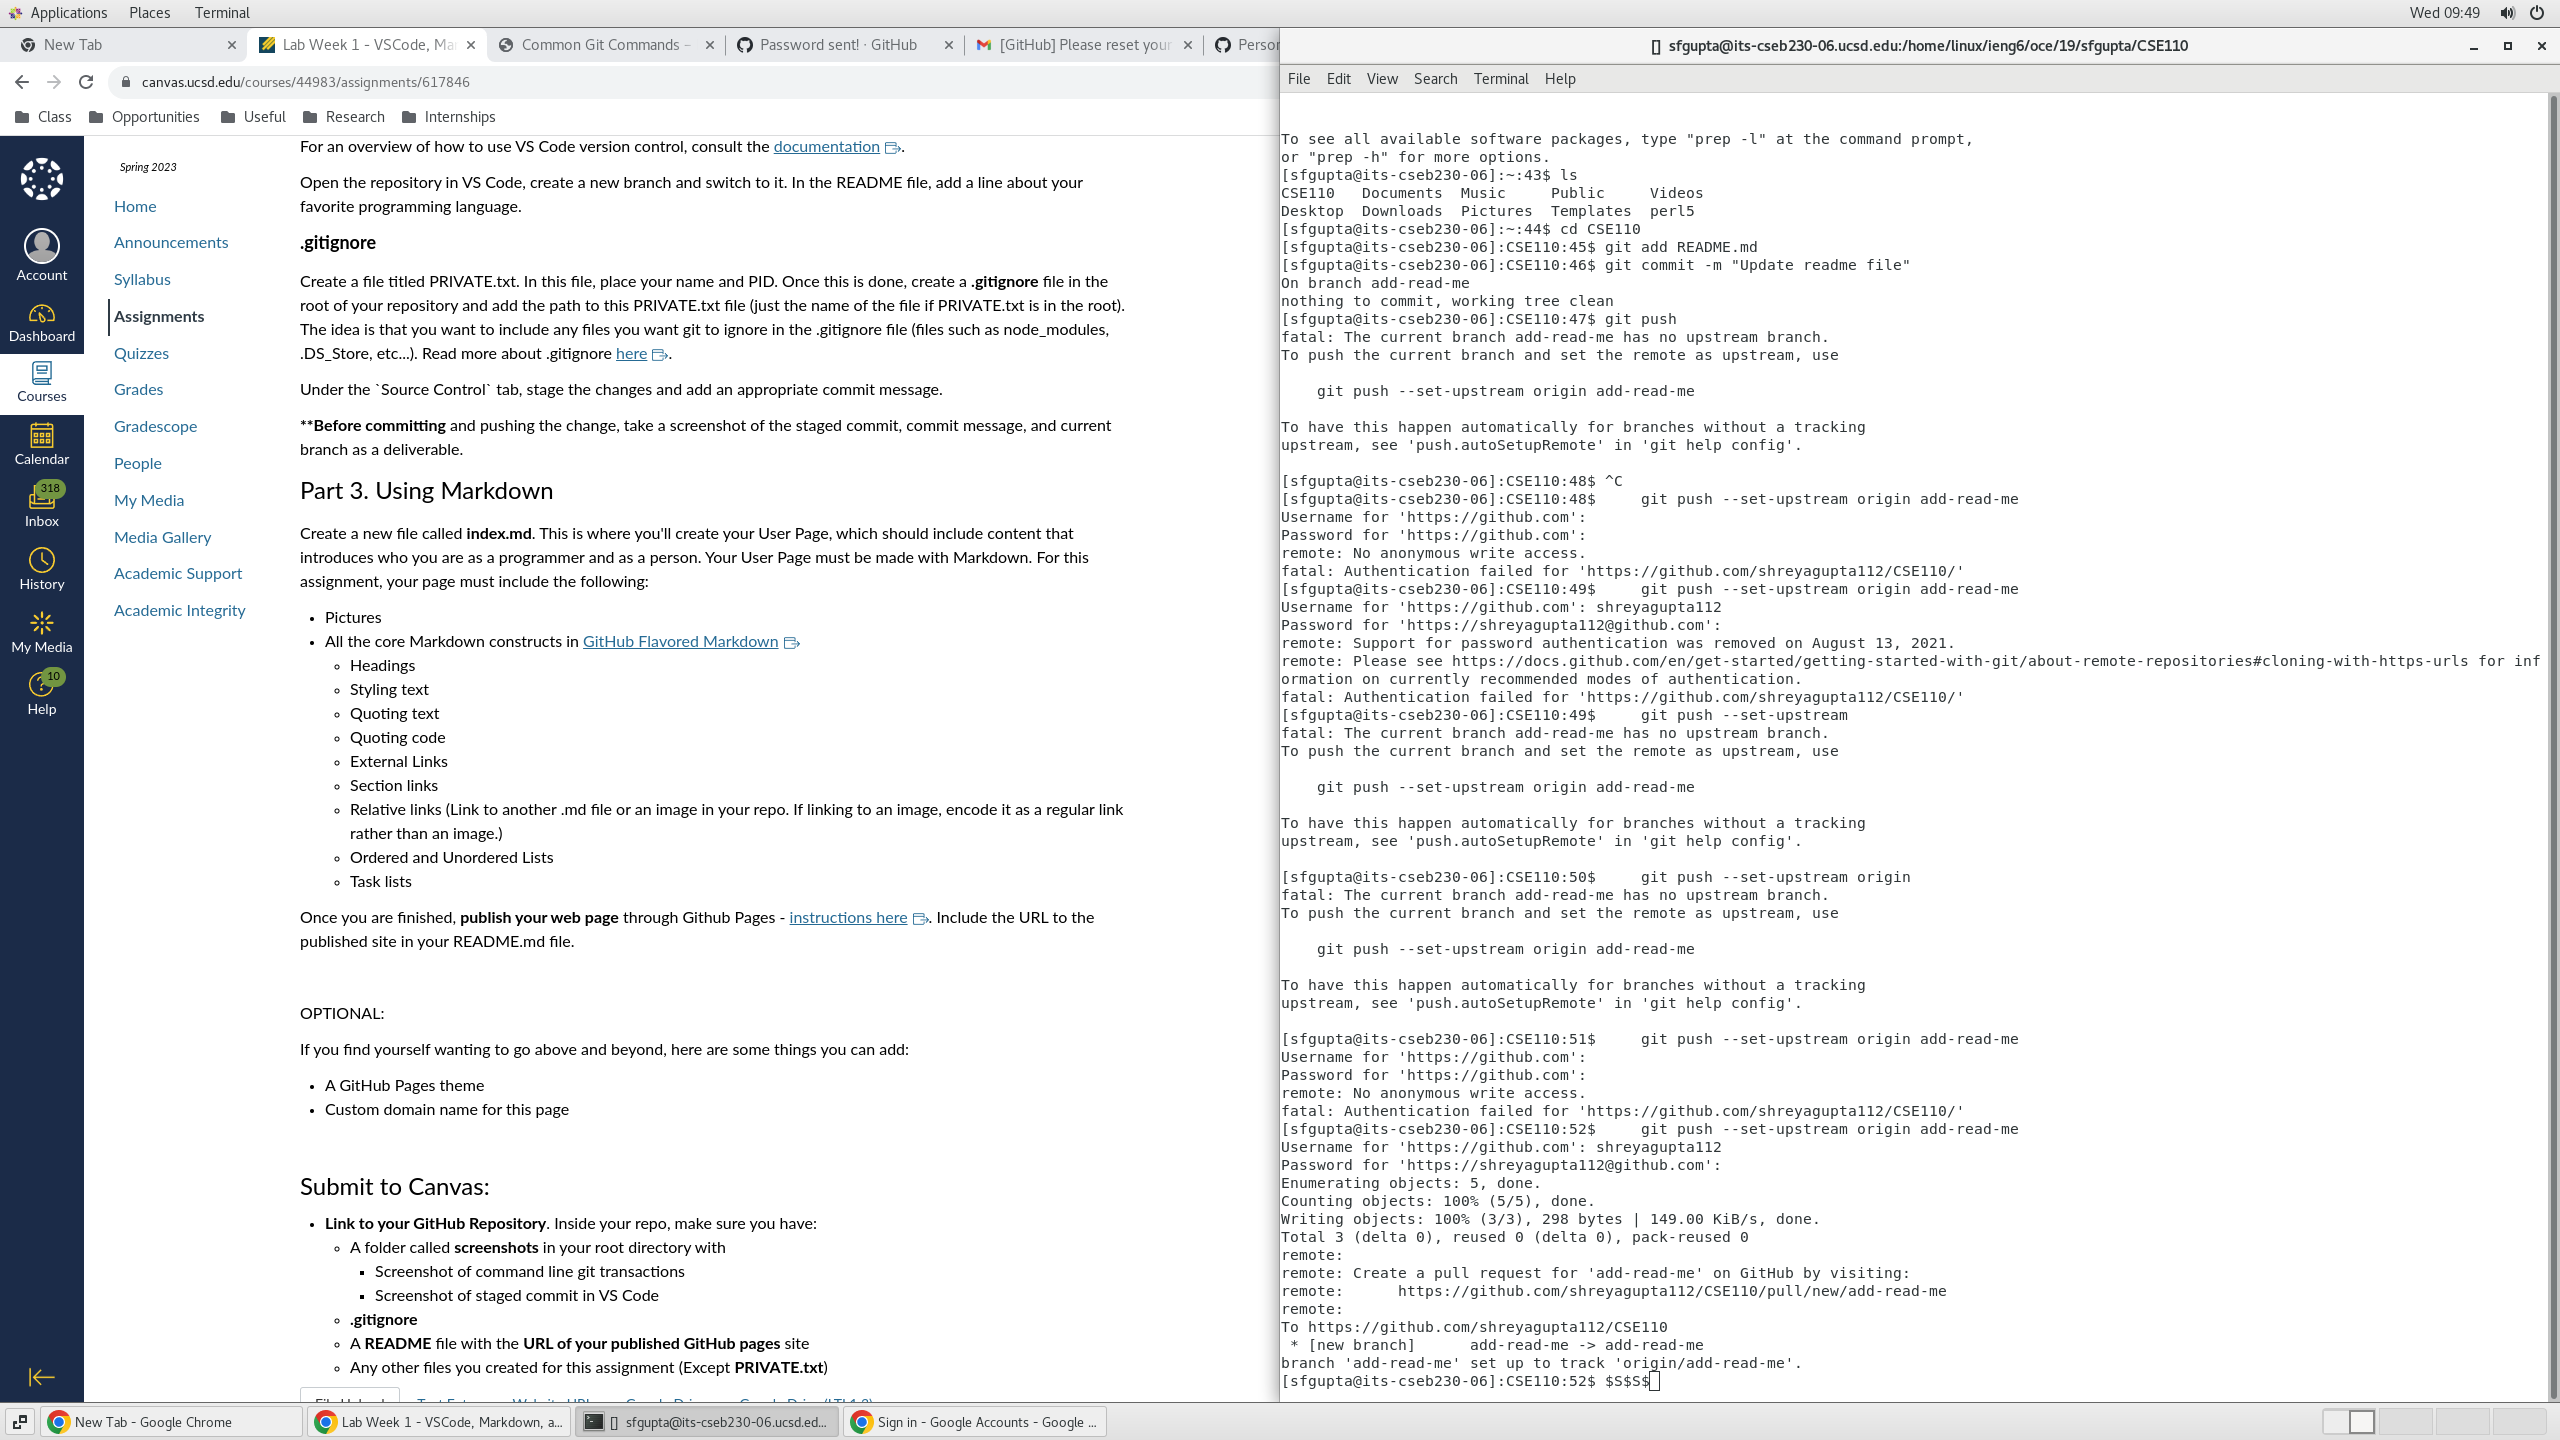 Applications Places Terminal
Wed 09:49
New Tab
Lab Week 1 - VSCode, Ma
Common Git Commands –
Password sent! · GitHub
[GitHub] Please reset your
Person
canvas.ucsd.edu/courses/44983/assignments/617846
Class
Opportunities
Useful
Research
Internships
Account
Dashboard
Courses
Calendar
318
Inbox
History
My Media
10
Help
Spring 2023
Home
Announcements
Syllabus
Assignments
Quizzes
Grades
Gradescope
People
My Media
Media Gallery
Academic Support
Academic Integrity
For an overview of how to use VS Code version control, consult the documentation.
Open the repository in VS Code, create a new branch and switch to it. In the README file, add a line about your
favorite programming language.
.gitignore
Create a file titled PRIVATE.txt. In this file, place your name and PID. Once this is done, create a .gitignore file in the
root of your repository and add the path to this PRIVATE.txt file (just the name of the file if PRIVATE.txt is in the root).
The idea is that you want to include any files you want git to ignore in the .gitignore file (files such as node_modules,
.DS_Store, etc...). Read more about .gitignore here.
Under the `Source Control` tab, stage the changes and add an appropriate commit message.
**Before committing and pushing the change, take a screenshot of the staged commit, commit message, and current
branch as a deliverable.
Part 3. Using Markdown
Create a new file called index.md. This is where you'll create your User Page, which should include content that
introduces who you are as a programmer and as a person. Your User Page must be made with Markdown. For this
assignment, your page must include the following:
Pictures
All the core Markdown constructs in GitHub Flavored Markdown
Headings
Styling text
Quoting text
Quoting code
External Links
Section links
Relative links (Link to another .md file or an image in your repo. If linking to an image, encode it as a regular link
rather than an image.)
Ordered and Unordered Lists
Task lists
Once you are finished, publish your web page through Github Pages - instructions here. Include the URL to the
published site in your README.md file.
OPTIONAL:
If you find yourself wanting to go above and beyond, here are some things you can add:
A GitHub Pages theme
Custom domain name for this page
Submit to Canvas:
Link to your GitHub Repository. Inside your repo, make sure you have:
A folder called screenshots in your root directory with
Screenshot of command line git transactions
Screenshot of staged commit in VS Code
.gitignore
A README file with the URL of your published GitHub pages site
Any other files you created for this assignment (Except PRIVATE.txt)
[] sfgupta@its-cseb230-06.ucsd.edu:/home/linux/ieng6/oce/19/sfgupta/CSE110
File Edit View Search Terminal Help
To see all available software packages, type "prep -l" at the command prompt,
or "prep -h" for more options.
[sfgupta@its-cseb230-06]:~:43$ ls
CSE110 Documents Music Public Videos
Desktop Downloads Pictures Templates perl5
[sfgupta@its-cseb230-06]:~:44$ cd CSE110
[sfgupta@its-cseb230-06]:CSE110:45$ git add README.md
[sfgupta@its-cseb230-06]:CSE110:46$ git commit -m "Update readme file"
On branch add-read-me
nothing to commit, working tree clean
[sfgupta@its-cseb230-06]:CSE110:47$ git push
fatal: The current branch add-read-me has no upstream branch.
To push the current branch and set the remote as upstream, use
git push --set-upstream origin add-read-me
To have this happen automatically for branches without a tracking
upstream, see 'push.autoSetupRemote' in 'git help config'.
[sfgupta@its-cseb230-06]:CSE110:48$ ^C
[sfgupta@its-cseb230-06]:CSE110:48$ git push --set-upstream origin add-read-me
Username for 'https://github.com':
Password for 'https://github.com':
remote: No anonymous write access.
fatal: Authentication failed for 'https://github.com/shreyagupta112/CSE110/'
[sfgupta@its-cseb230-06]:CSE110:49$ git push --set-upstream origin add-read-me
Username for 'https://github.com': shreyagupta112
Password for 'https://shreyagupta112@github.com':
remote: Support for password authentication was removed on August 13, 2021.
remote: Please see https://docs.github.com/en/get-started/getting-started-with-git/about-remote-repositories#cloning-with-https-urls for inf
ormation on currently recommended modes of authentication.
fatal: Authentication failed for 'https://github.com/shreyagupta112/CSE110/'
[sfgupta@its-cseb230-06]:CSE110:49$ git push --set-upstream
fatal: The current branch add-read-me has no upstream branch.
To push the current branch and set the remote as upstream, use
git push --set-upstream origin add-read-me
To have this happen automatically for branches without a tracking
upstream, see 'push.autoSetupRemote' in 'git help config'.
[sfgupta@its-cseb230-06]:CSE110:50$ git push --set-upstream origin
fatal: The current branch add-read-me has no upstream branch.
To push the current branch and set the remote as upstream, use
git push --set-upstream origin add-read-me
To have this happen automatically for branches without a tracking
upstream, see 'push.autoSetupRemote' in 'git help config'.
[sfgupta@its-cseb230-06]:CSE110:51$ git push --set-upstream origin add-read-me
Username for 'https://github.com':
Password for 'https://github.com':
remote: No anonymous write access.
fatal: Authentication failed for 'https://github.com/shreyagupta112/CSE110/'
[sfgupta@its-cseb230-06]:CSE110:52$ git push --set-upstream origin add-read-me
Username for 'https://github.com': shreyagupta112
Password for 'https://shreyagupta112@github.com':
Enumerating objects: 5, done.
Counting objects: 100% (5/5), done.
Writing objects: 100% (3/3), 298 bytes | 149.00 KiB/s, done.
Total 3 (delta 0), reused 0 (delta 0), pack-reused 0
remote:
remote: Create a pull request for 'add-read-me' on GitHub by visiting:
remote: https://github.com/shreyagupta112/CSE110/pull/new/add-read-me
remote:
To https://github.com/shreyagupta112/CSE110
* [new branch] add-read-me -> add-read-me
branch 'add-read-me' set up to track 'origin/add-read-me'.
[sfgupta@its-cseb230-06]:CSE110:52$ $S$S$
New Tab - Google Chrome
Lab Week 1 - VSCode, Markdown, a...
[] sfgupta@its-cseb230-06.ucsd.ed...
Sign in - Google Accounts - Google ...